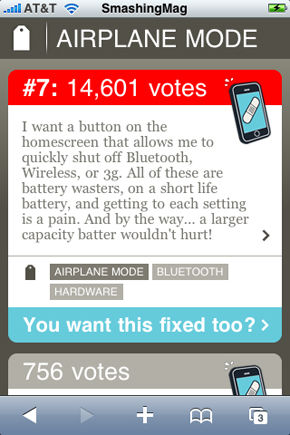 AT&T SmashingMag
AIRPLANE MODE
#7: 14,601 votes
I want a button on the
homescreen that allows me to
quickly shut off Bluetooth,
Wireless, or 3g. All of these are
battery wasters, on a short life
battery, and getting to each setting
is a pain. And by the way... a larger
capacity batter wouldn't hurt!
AIRPLANE MODE BLUETOOTH
HARDWARE
You want this fixed too?
756 votes
3